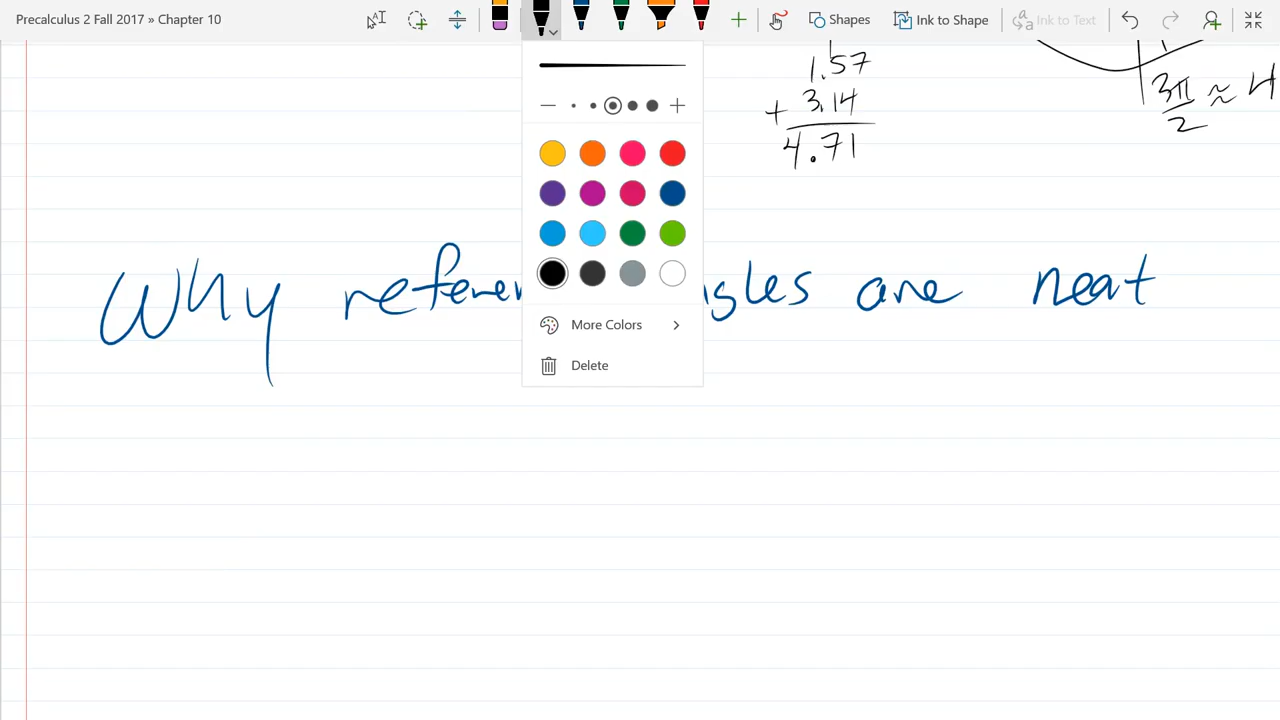 Precalculus 2 Fall 2017 » Chapter 10
Shapes
Ink to Shape
Ink to Text
1.57
+ 3.14
4.71
3π/2 ≈ 4
Why referen gles are neat
More Colors
Delete